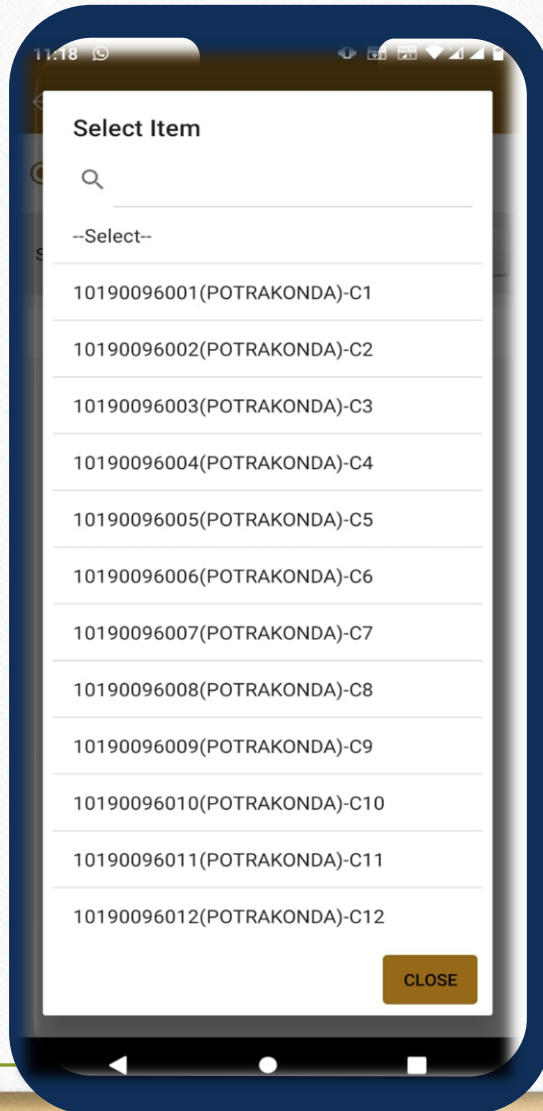 11:18
Select Item
--Select--
10190096001(POTRAKONDA)-C1
10190096002(POTRAKONDA)-C2
10190096003(POTRAKONDA)-C3
10190096004(POTRAKONDA)-C4
10190096005(POTRAKONDA)-C5
10190096006(POTRAKONDA)-C6
10190096007(POTRAKONDA)-C7
10190096008(POTRAKONDA)-C8
10190096009(POTRAKONDA)-C9
10190096010(POTRAKONDA)-C10
10190096011(POTRAKONDA)-C11
10190096012(POTRAKONDA)-C12
CLOSE